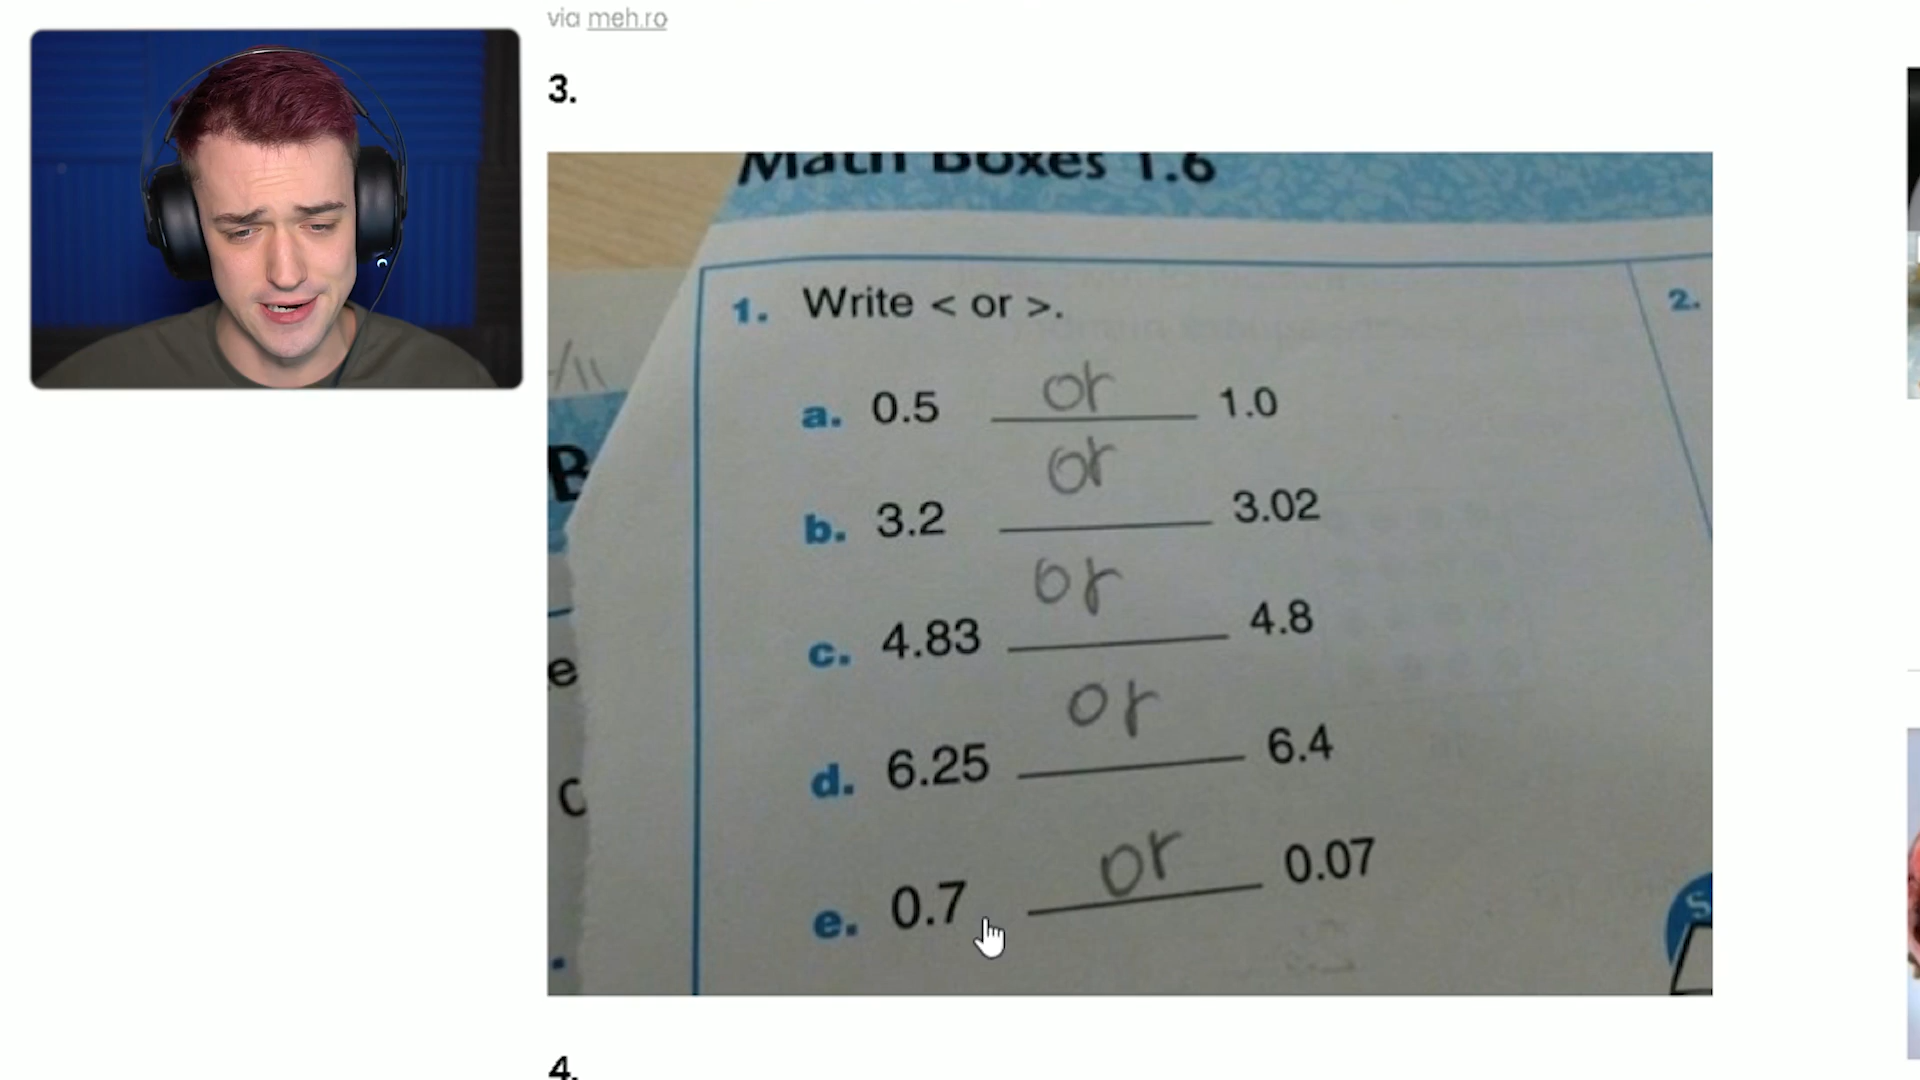 via meh.ro
3.
Math Boxes 1.6
1. Write < or >.
2.
a. 0.5 or 1.0
b. 3.2 or 3.02
c. 4.83 or 4.8
d. 6.25 or 6.4
e. 0.7 or 0.07
4.